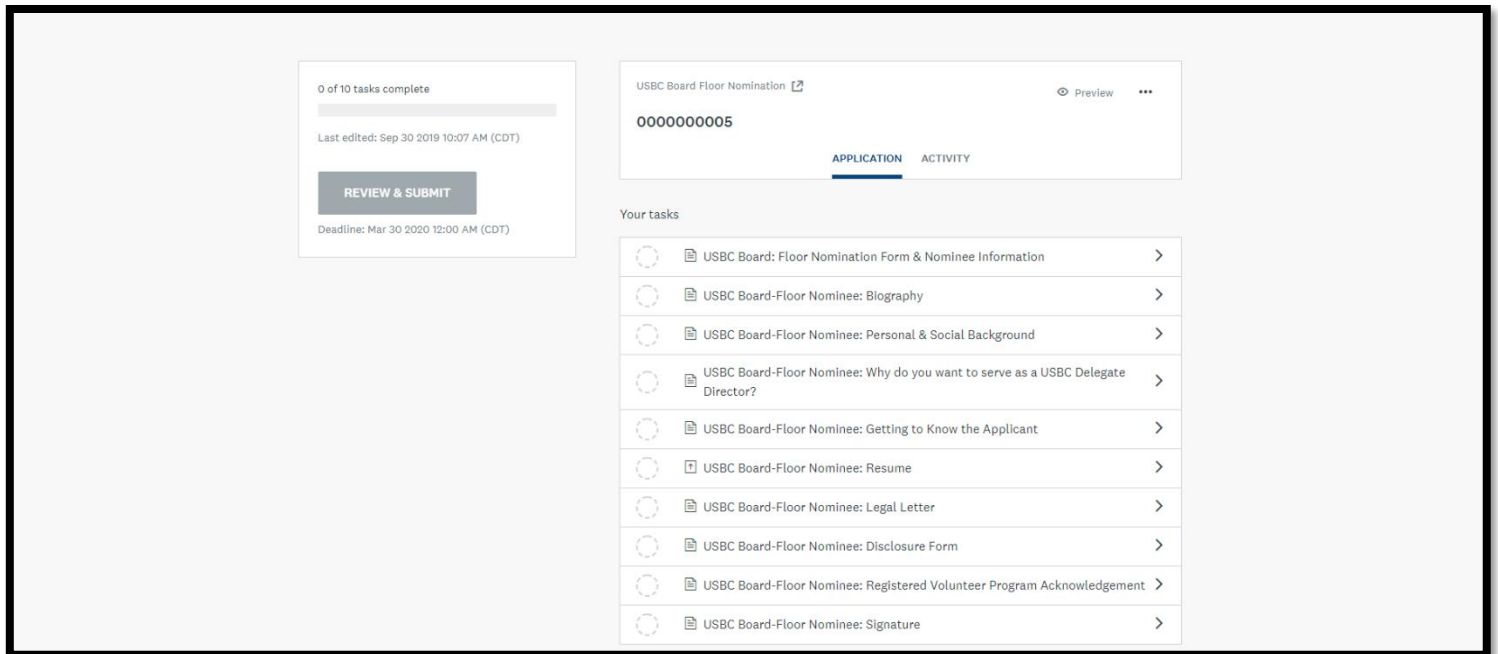 0 of 10 tasks complete
Last edited: Sep 30 2019 10:07 AM (CDT)
REVIEW & SUBMIT
Deadline: Mar 30 2020 12:00 AM (CDT)
USBC Board Floor Nomination
Preview
0000000005
APPLICATION ACTIVITY
Your tasks
USBC Board: Floor Nomination Form & Nominee Information
USBC Board-Floor Nominee: Biography
USBC Board-Floor Nominee: Personal & Social Background
USBC Board-Floor Nominee: Why do you want to serve as a USBC Delegate
Director?
USBC Board-Floor Nominee: Getting to Know the Applicant
USBC Board-Floor Nominee: Resume
USBC Board-Floor Nominee: Legal Letter
USBC Board-Floor Nominee: Disclosure Form
USBC Board-Floor Nominee: Registered Volunteer Program Acknowledgement
USBC Board-Floor Nominee: Signature